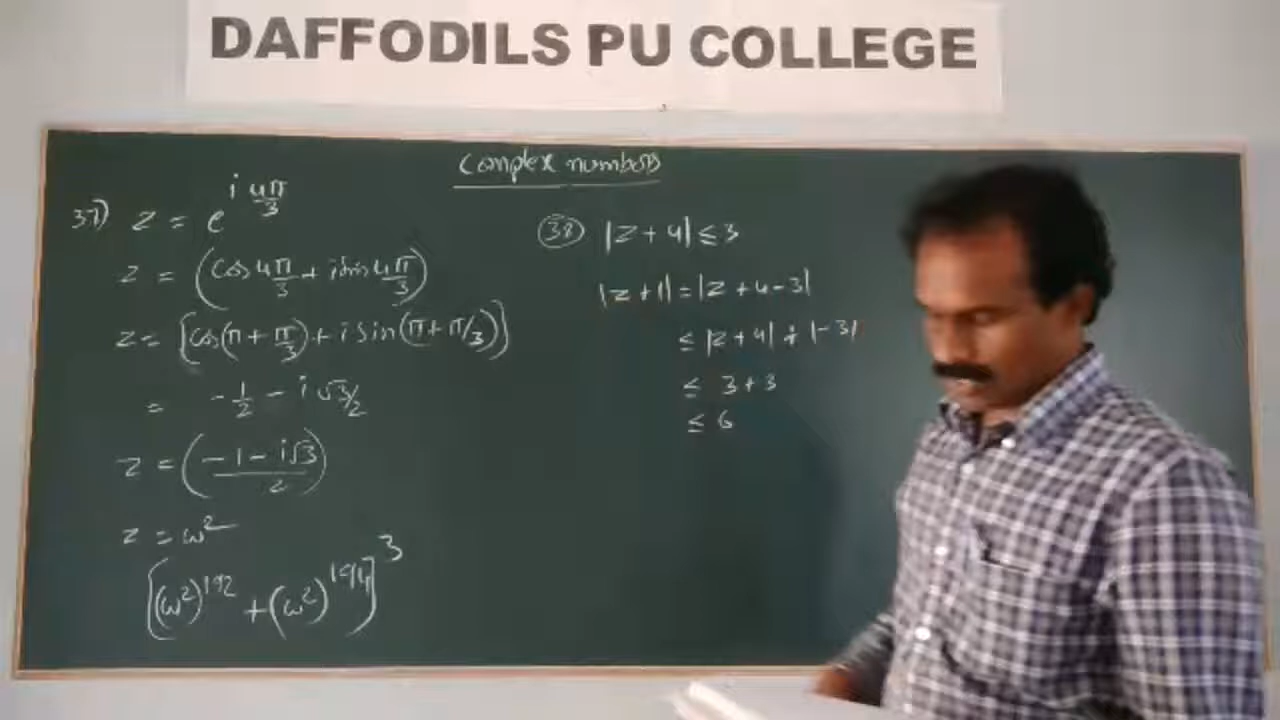 DAFFODILS PU COLLEGE
Complex numbers
37) z = e^{i 4π/3}
z = (cos 4π/3 + i sin 4π/3)
z = [cos(π + π/3) + i sin(π + π/3)]
= -1/2 - i √3/2
z = (-1 - i√3 / 2)
z = ω²
[(ω²)^{192} + (ω²)^{194}]³
38 |z + 4| ≤ 3
|z + 1| = |z + 4 - 3|
≤ |z + 4| + |-3|
≤ 3 + 3
≤ 6